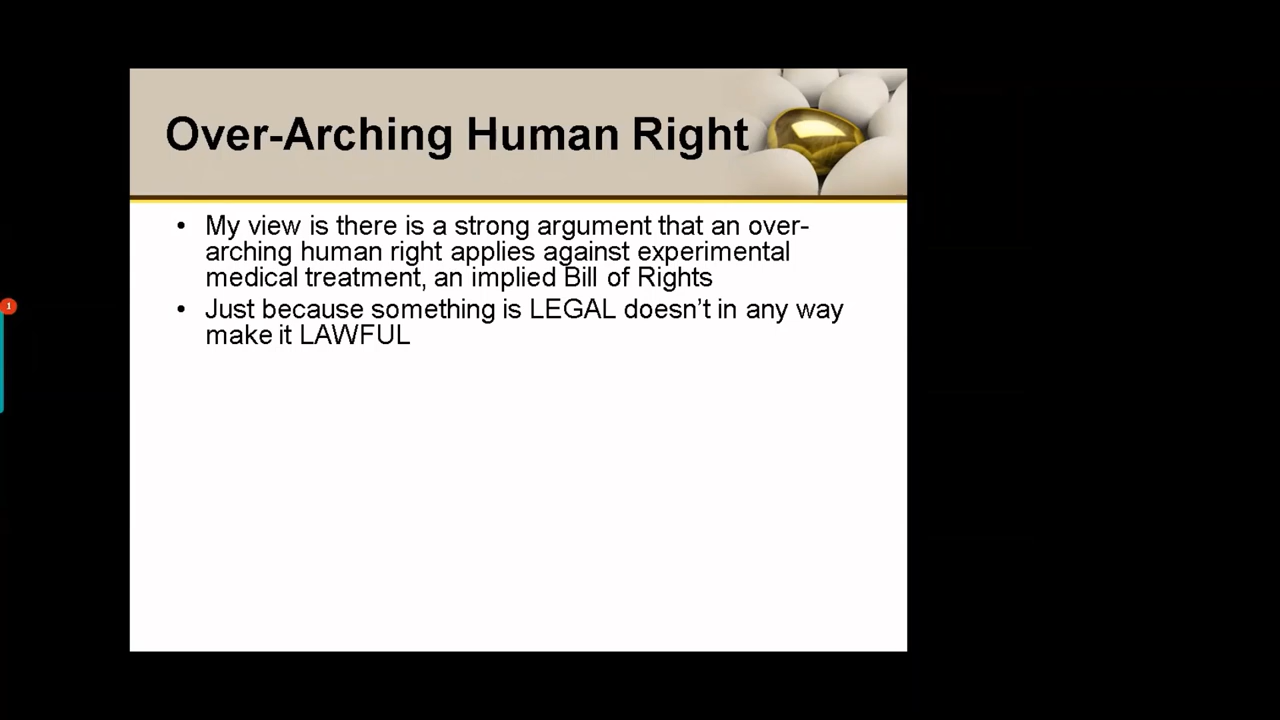 Over-Arching Human Right
• My view is there is a strong argument that an over-
arching human right applies against experimental
medical treatment, an implied Bill of Rights
• Just because something is LEGAL doesn't in any way
make it LAWFUL
1